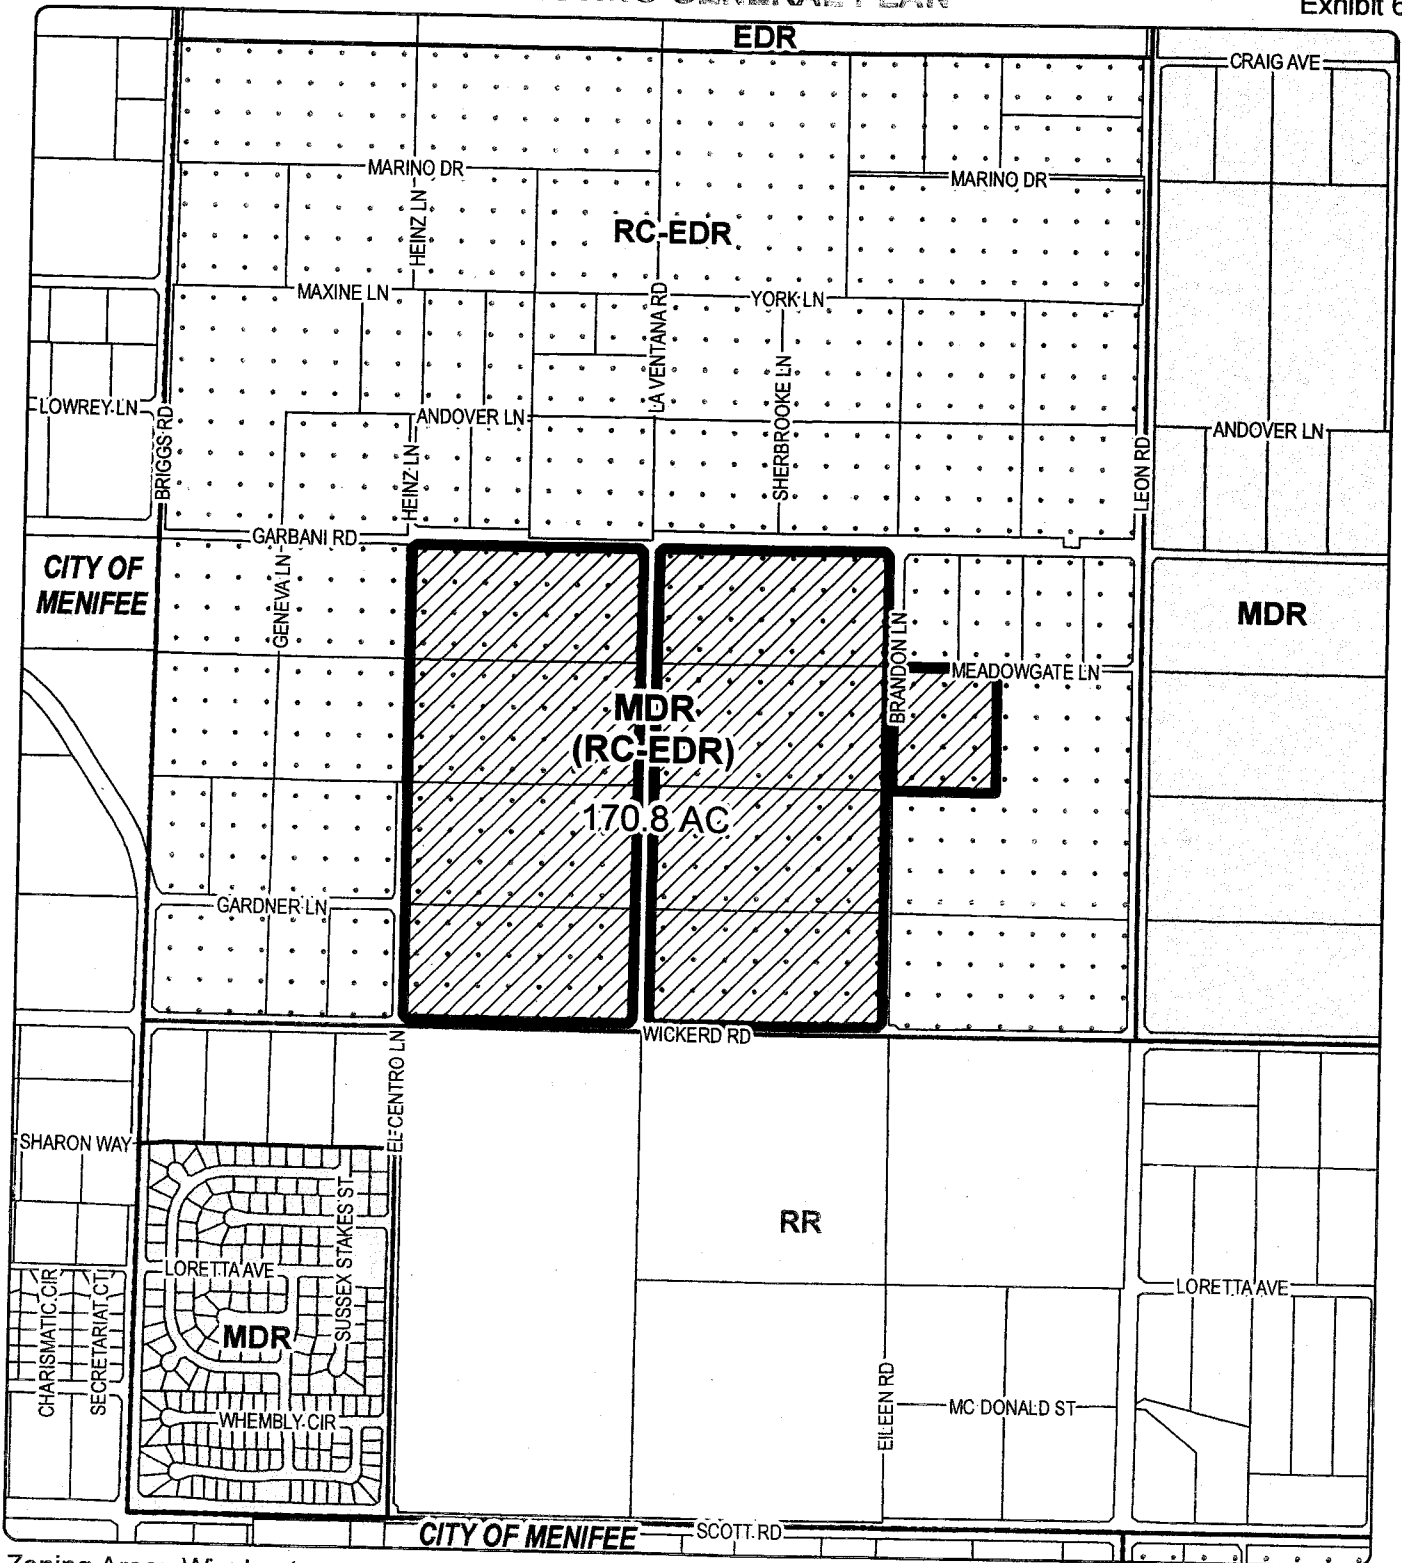 GENERAL PLAN
Exhibit 6
EDR
CRAIG AVE
MARINO DR
MARINO DR
HEINZ LN
RC-EDR
MAXINE LN
YORK LN
LA VENTANA RD
SHERBROOKE LN
LOWREY LN
BRIGGS RD
ANDOVER LN
ANDOVER LN
HEINZ LN
LEON RD
GARBANI RD
CITY OF
MENIFEE
GENEVA LN
BRANDON LN
MDR
MEADOWGATE LN
MDR
(RC-EDR)
170.8 AC
GARDNER LN
WICKERD RD
EL CENTRO LN
SHARON WAY
SUSSEX STAKES ST
RR
LORETTA AVE
LORETTA AVE
CHARISMATIC CIR
SECRETARIAT CT
MDR
EILEEN RD
MC DONALD ST
WHEMBLY CIR
CITY OF MENIFEE
SCOTT RD
Zoning Area: